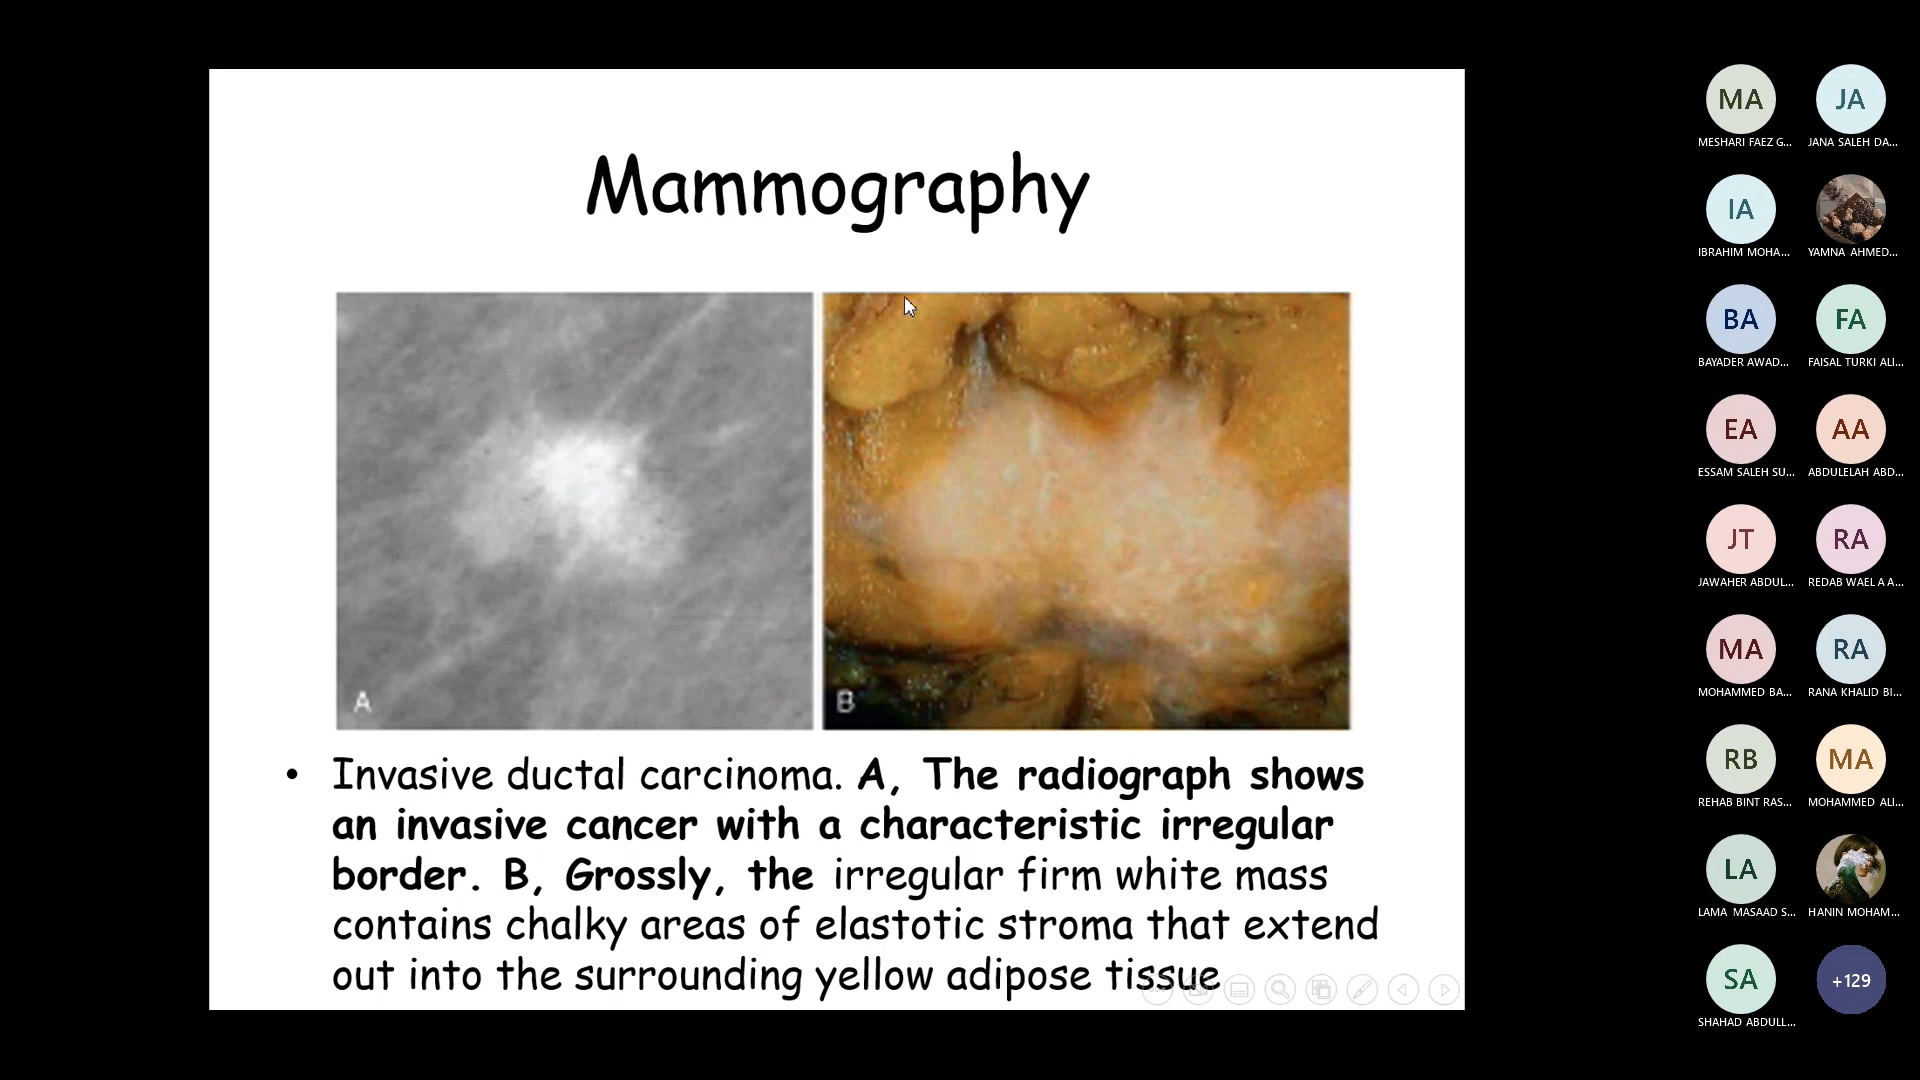 Mammography
A
B
• Invasive ductal carcinoma. A, The radiograph shows
an invasive cancer with a characteristic irregular
border. B, Grossly, the irregular firm white mass
contains chalky areas of elastotic stroma that extend
out into the surrounding yellow adipose tissue
MA
MESHARI FAEZ G...
JA
JANA SALEH DA...
IA
IBRAHIM MOHA...
YAMNA AHMED...
BA
BAYADER AWAD...
FA
FAISAL TURKI ALI...
EA
ESSAM SALEH SU...
AA
ABDULELAH ABD...
JT
JAWAHER ABDUL...
RA
REDAB WAEL A A...
MA
MOHAMMED BA...
RA
RANA KHALID BI...
RB
REHAB BINT RAS...
MA
MOHAMMED ALI...
LA
LAMA MASAAD S...
HANIN MOHAM...
SA
SHAHAD ABDULL...
+129